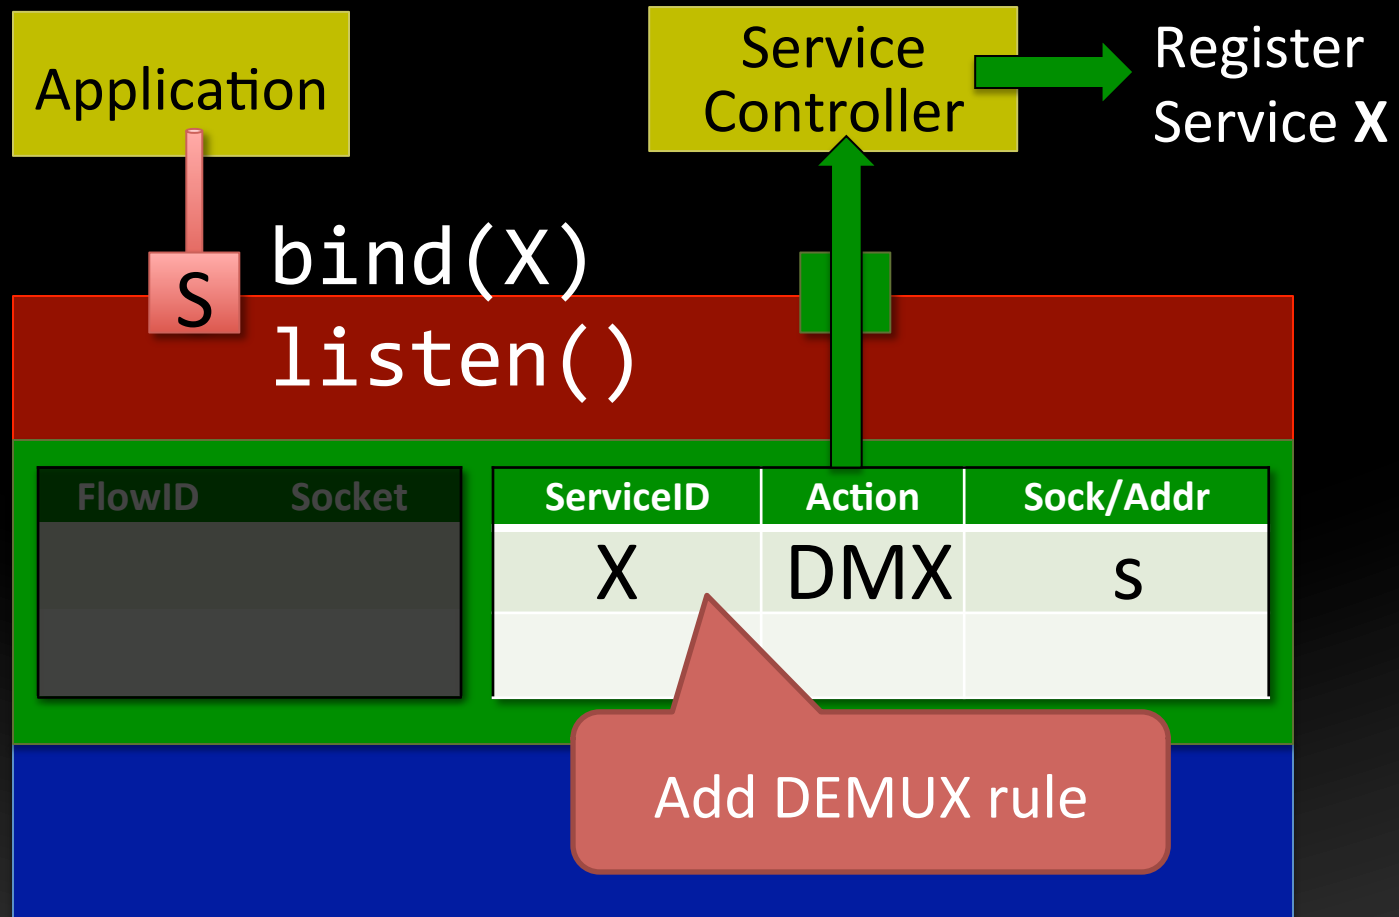 Application
Service
Controller
Register
Service X
S
bind(X)
listen()
FlowID Socket
ServiceID Action Sock/Addr
X DMX s
Add DEMUX rule